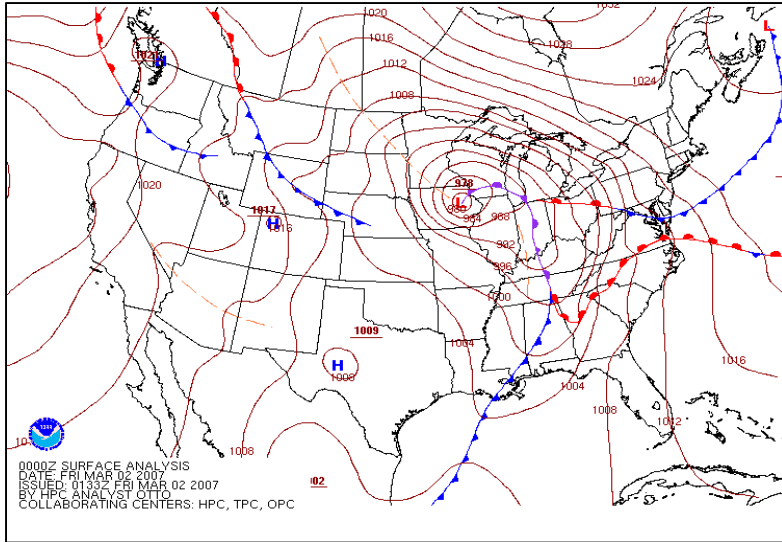 1020
1032
L
1016
1028
102
H
1012
1024
1008
978
1020
L
980
984
988
1017
H
1016
992
996
1000
1009
1004
1016
H
1008
1004
1008
1012
1008
0000Z SURFACE ANALYSIS
DATE: FRI MAR 02 2007
ISSUED: 0133Z FRI MAR 02 2007
BY HPC ANALYST OTTO
COLLABORATING CENTERS: HPC, TPC, OPC
02